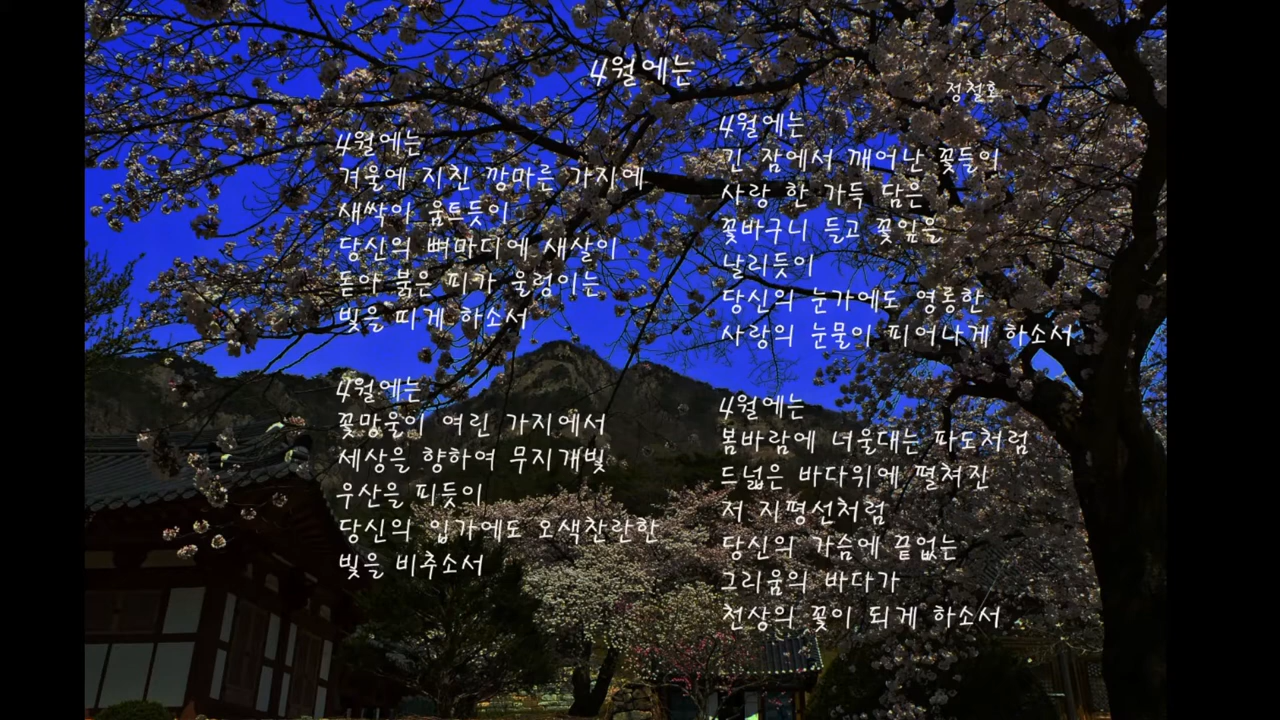 4월에는
정철훈
4월에는
겨울에 지친 깡마른 가지에
새싹이 움트듯이
당신의 뼈마디에 새살이
돋아 붉은 피가 울렁이는
빛을 띠게 하소서
4월에는
꽃망울이 여린 가지에서
세상을 향하여 무지개빛
우산을 피듯이
당신의 입가에도 오색찬란한
빛을 비추소서
4월에는
긴 잠에서 깨어난 꽃들이
사랑 한 가득 담은
꽃바구니 들고 꽃잎을
날리듯이
당신의 눈가에도 영롱한
사랑의 눈물이 피어나게 하소서
4월에는
봄바람에 너울대는 파도처럼
드넓은 바다위에 펼쳐진
저 지평선처럼
당신의 가슴에 끝없는
그리움의 바다가
천상의 꽃이 되게 하소서